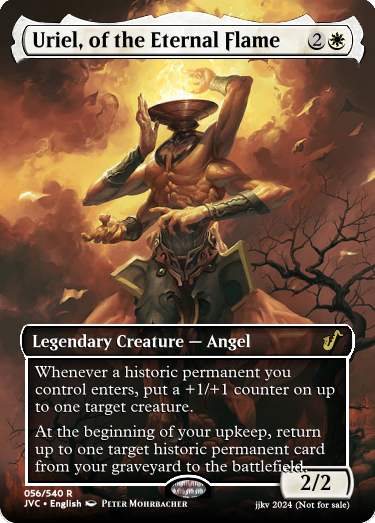 Uriel, of the Eternal Flame 2
Legendary Creature — Angel
Whenever a historic permanent you
control enters, put a +1/+1 counter on up
to one target creature.
At the beginning of your upkeep, return
up to one target historic permanent card
from your graveyard to the battlefield.
2/2
056/540 R
JVC • English Peter Mohrbacher
jjkv 2024 (Not for sale)